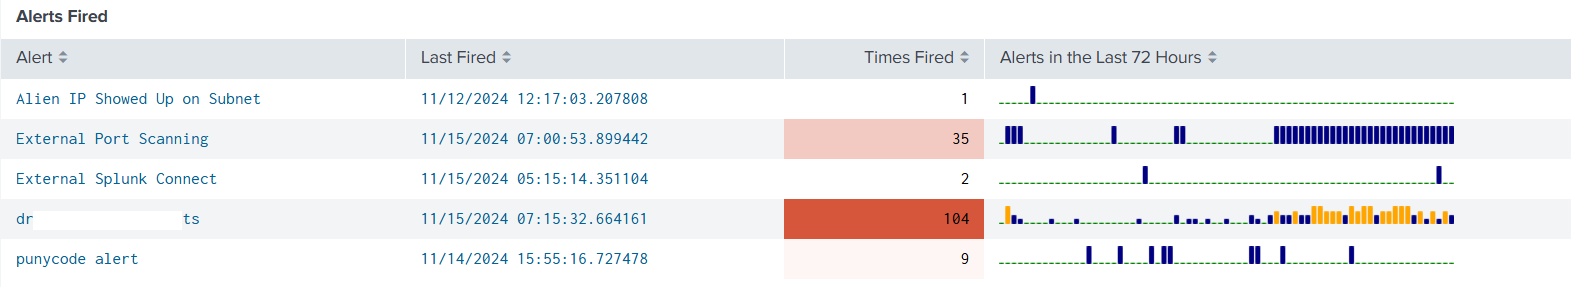 Alerts Fired
Alert Last Fired Times Fired Alerts in the Last 72 Hours
Alien IP Showed Up on Subnet 11/12/2024 12:17:03.207808 1
External Port Scanning 11/15/2024 07:00:53.899442 35
External Splunk Connect 11/15/2024 05:15:14.351104 2
dr ts 11/15/2024 07:15:32.664161 104
punycode alert 11/14/2024 15:55:16.727478 9